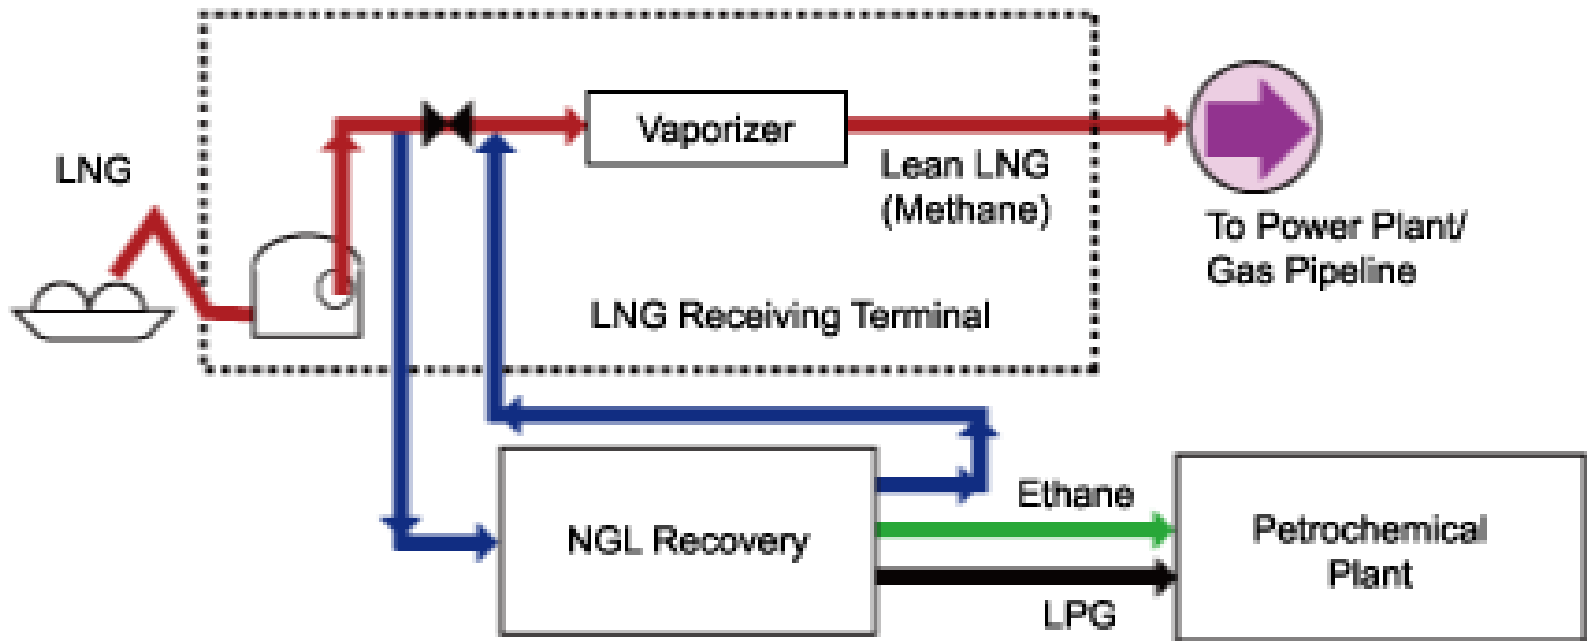 LNG
Vaporizer
Lean LNG
(Methane)
To Power Plant/
Gas Pipeline
LNG Receiving Terminal
NGL Recovery
Ethane
LPG
Petrochemical
Plant